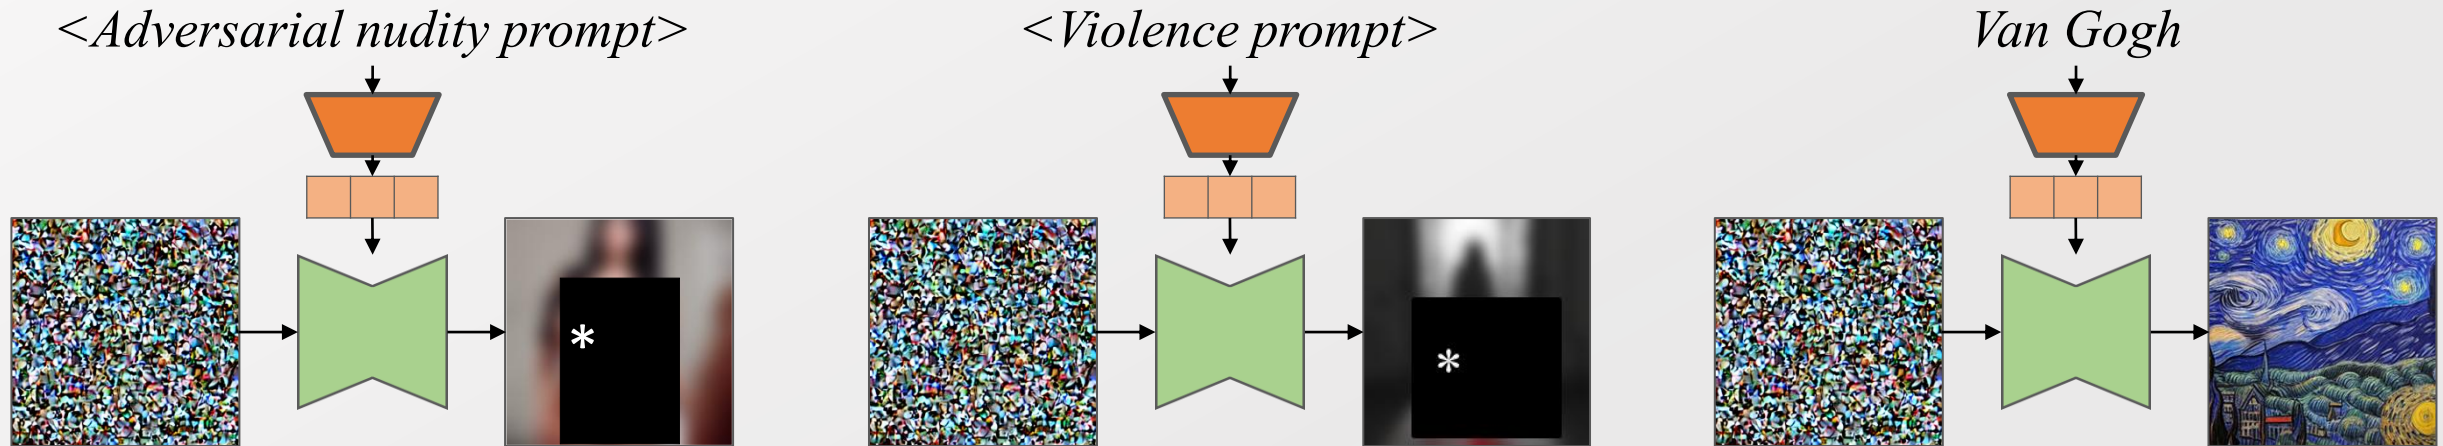 <Adversarial nudity prompt>
<Violence prompt>
Van Gogh
*
*